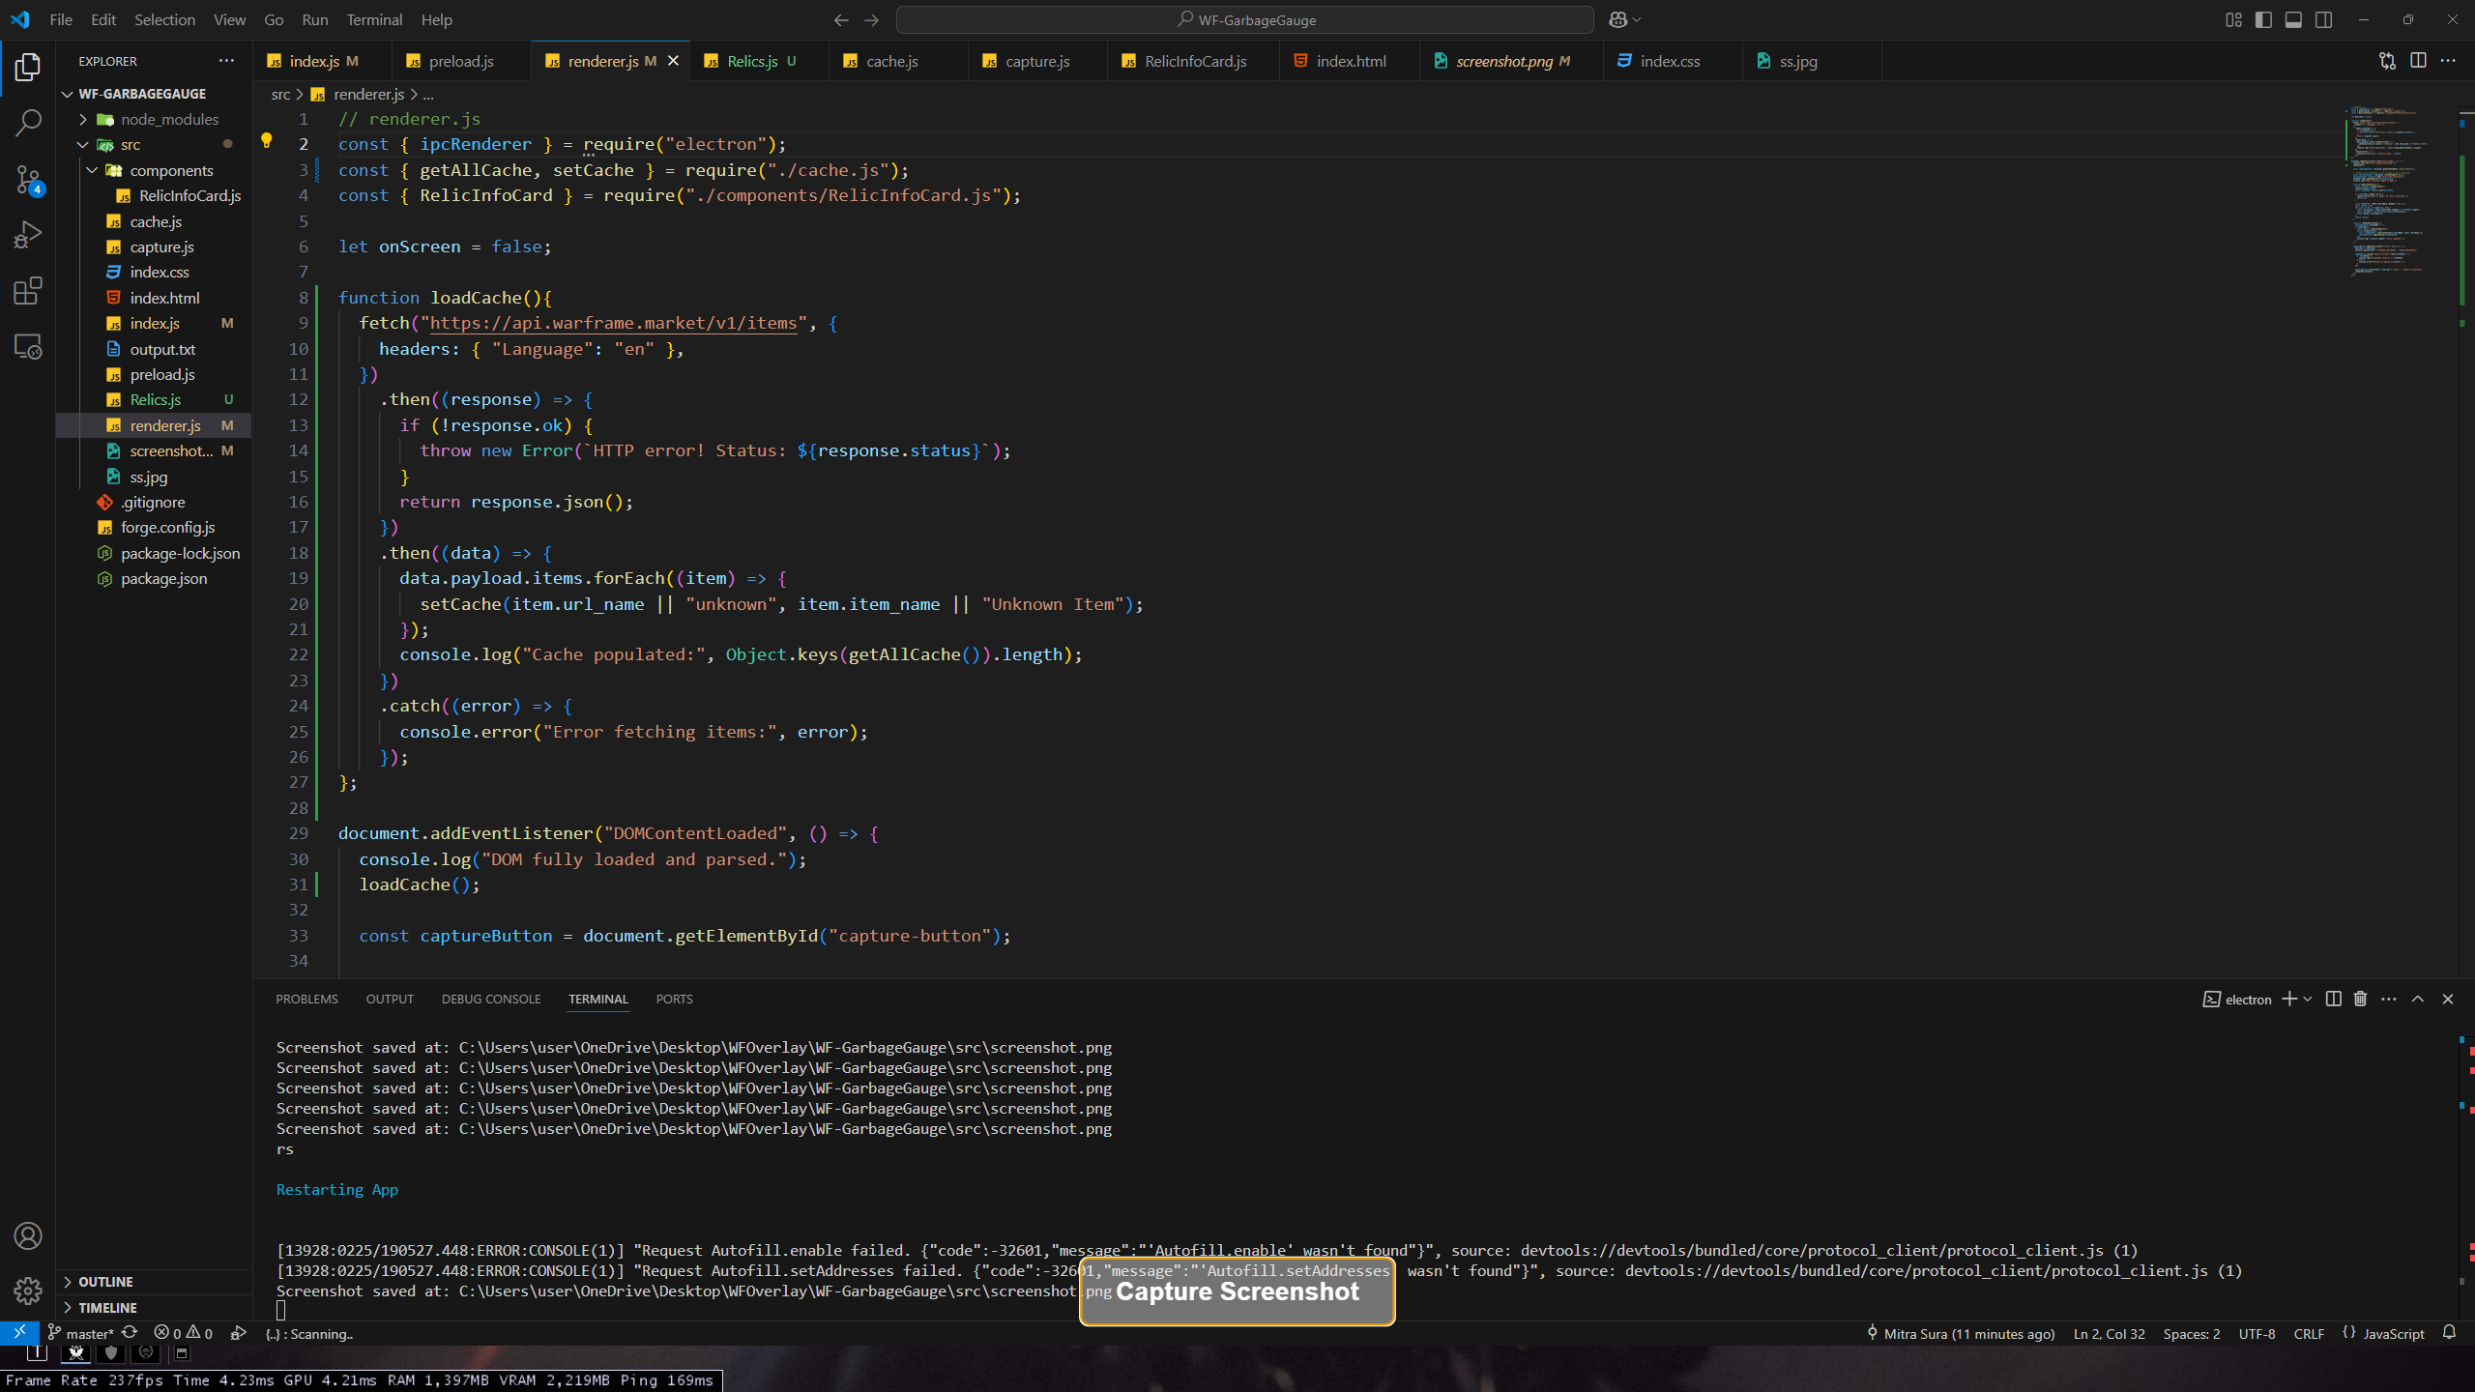 File Edit Selection View Go Run Terminal Help
WF-GarbageGauge
EXPLORER
index.js M
preload.js
renderer.js M
Relics.js U
cache.js
capture.js
RelicInfoCard.js
index.html
screenshot.png M
index.css
ss.jpg
WF-GARBAGEGAUGE
node_modules
src
components
RelicInfoCard.js
cache.js
capture.js
index.css
index.html
index.js M
output.txt
preload.js
Relics.js U
renderer.js M
screenshot... M
ss.jpg
.gitignore
forge.config.js
package-lock.json
package.json
OUTLINE
TIMELINE
4
src > renderer.js > ...
1 // renderer.js
2 const { ipcRenderer } = require("electron");
3 const { getAllCache, setCache } = require("./cache.js");
4 const { RelicInfoCard } = require("./components/RelicInfoCard.js");
5
6 let onScreen = false;
7
8 function loadCache(){
9 fetch("https://api.warframe.market/v1/items", {
10 headers: { "Language": "en" },
11 })
12 .then((response) => {
13 if (!response.ok) {
14 throw new Error(`HTTP error! Status: ${response.status}`);
15 }
16 return response.json();
17 })
18 .then((data) => {
19 data.payload.items.forEach((item) => {
20 setCache(item.url_name || "unknown", item.item_name || "Unknown Item");
21 });
22 console.log("Cache populated:", Object.keys(getAllCache()).length);
23 })
24 .catch((error) => {
25 console.error("Error fetching items:", error);
26 });
27 };
28
29 document.addEventListener("DOMContentLoaded", () => {
30 console.log("DOM fully loaded and parsed.");
31 loadCache();
32
33 const captureButton = document.getElementById("capture-button");
34
PROBLEMS OUTPUT DEBUG CONSOLE TERMINAL PORTS
electron
Screenshot saved at: C:\Users\user\OneDrive\Desktop\WFOverlay\WF-GarbageGauge\src\screenshot.png
Screenshot saved at: C:\Users\user\OneDrive\Desktop\WFOverlay\WF-GarbageGauge\src\screenshot.png
Screenshot saved at: C:\Users\user\OneDrive\Desktop\WFOverlay\WF-GarbageGauge\src\screenshot.png
Screenshot saved at: C:\Users\user\OneDrive\Desktop\WFOverlay\WF-GarbageGauge\src\screenshot.png
Screenshot saved at: C:\Users\user\OneDrive\Desktop\WFOverlay\WF-GarbageGauge\src\screenshot.png
rs
Restarting App
[13928:0225/190527.448:ERROR:CONSOLE(1)] "Request Autofill.enable failed. {"code":-32601,"message":"'Autofill.enable' wasn't found"}", source: devtools://devtools/bundled/core/protocol_client/protocol_client.js (1)
[13928:0225/190527.448:ERROR:CONSOLE(1)] "Request Autofill.setAddresses failed. {"code":-32601,"message":"'Autofill.setAddresses wasn't found"}", source: devtools://devtools/bundled/core/protocol_client/protocol_client.js (1)
Screenshot saved at: C:\Users\user\OneDrive\Desktop\WFOverlay\WF-GarbageGauge\src\screenshot.png
Capture Screenshot
master* 0 0 {..} : Scanning..
Mitra Sura (11 minutes ago) Ln 2, Col 32 Spaces: 2 UTF-8 CRLF {} JavaScript
Frame Rate 237fps Time 4.23ms GPU 4.21ms RAM 1,397MB VRAM 2,219MB Ping 169ms